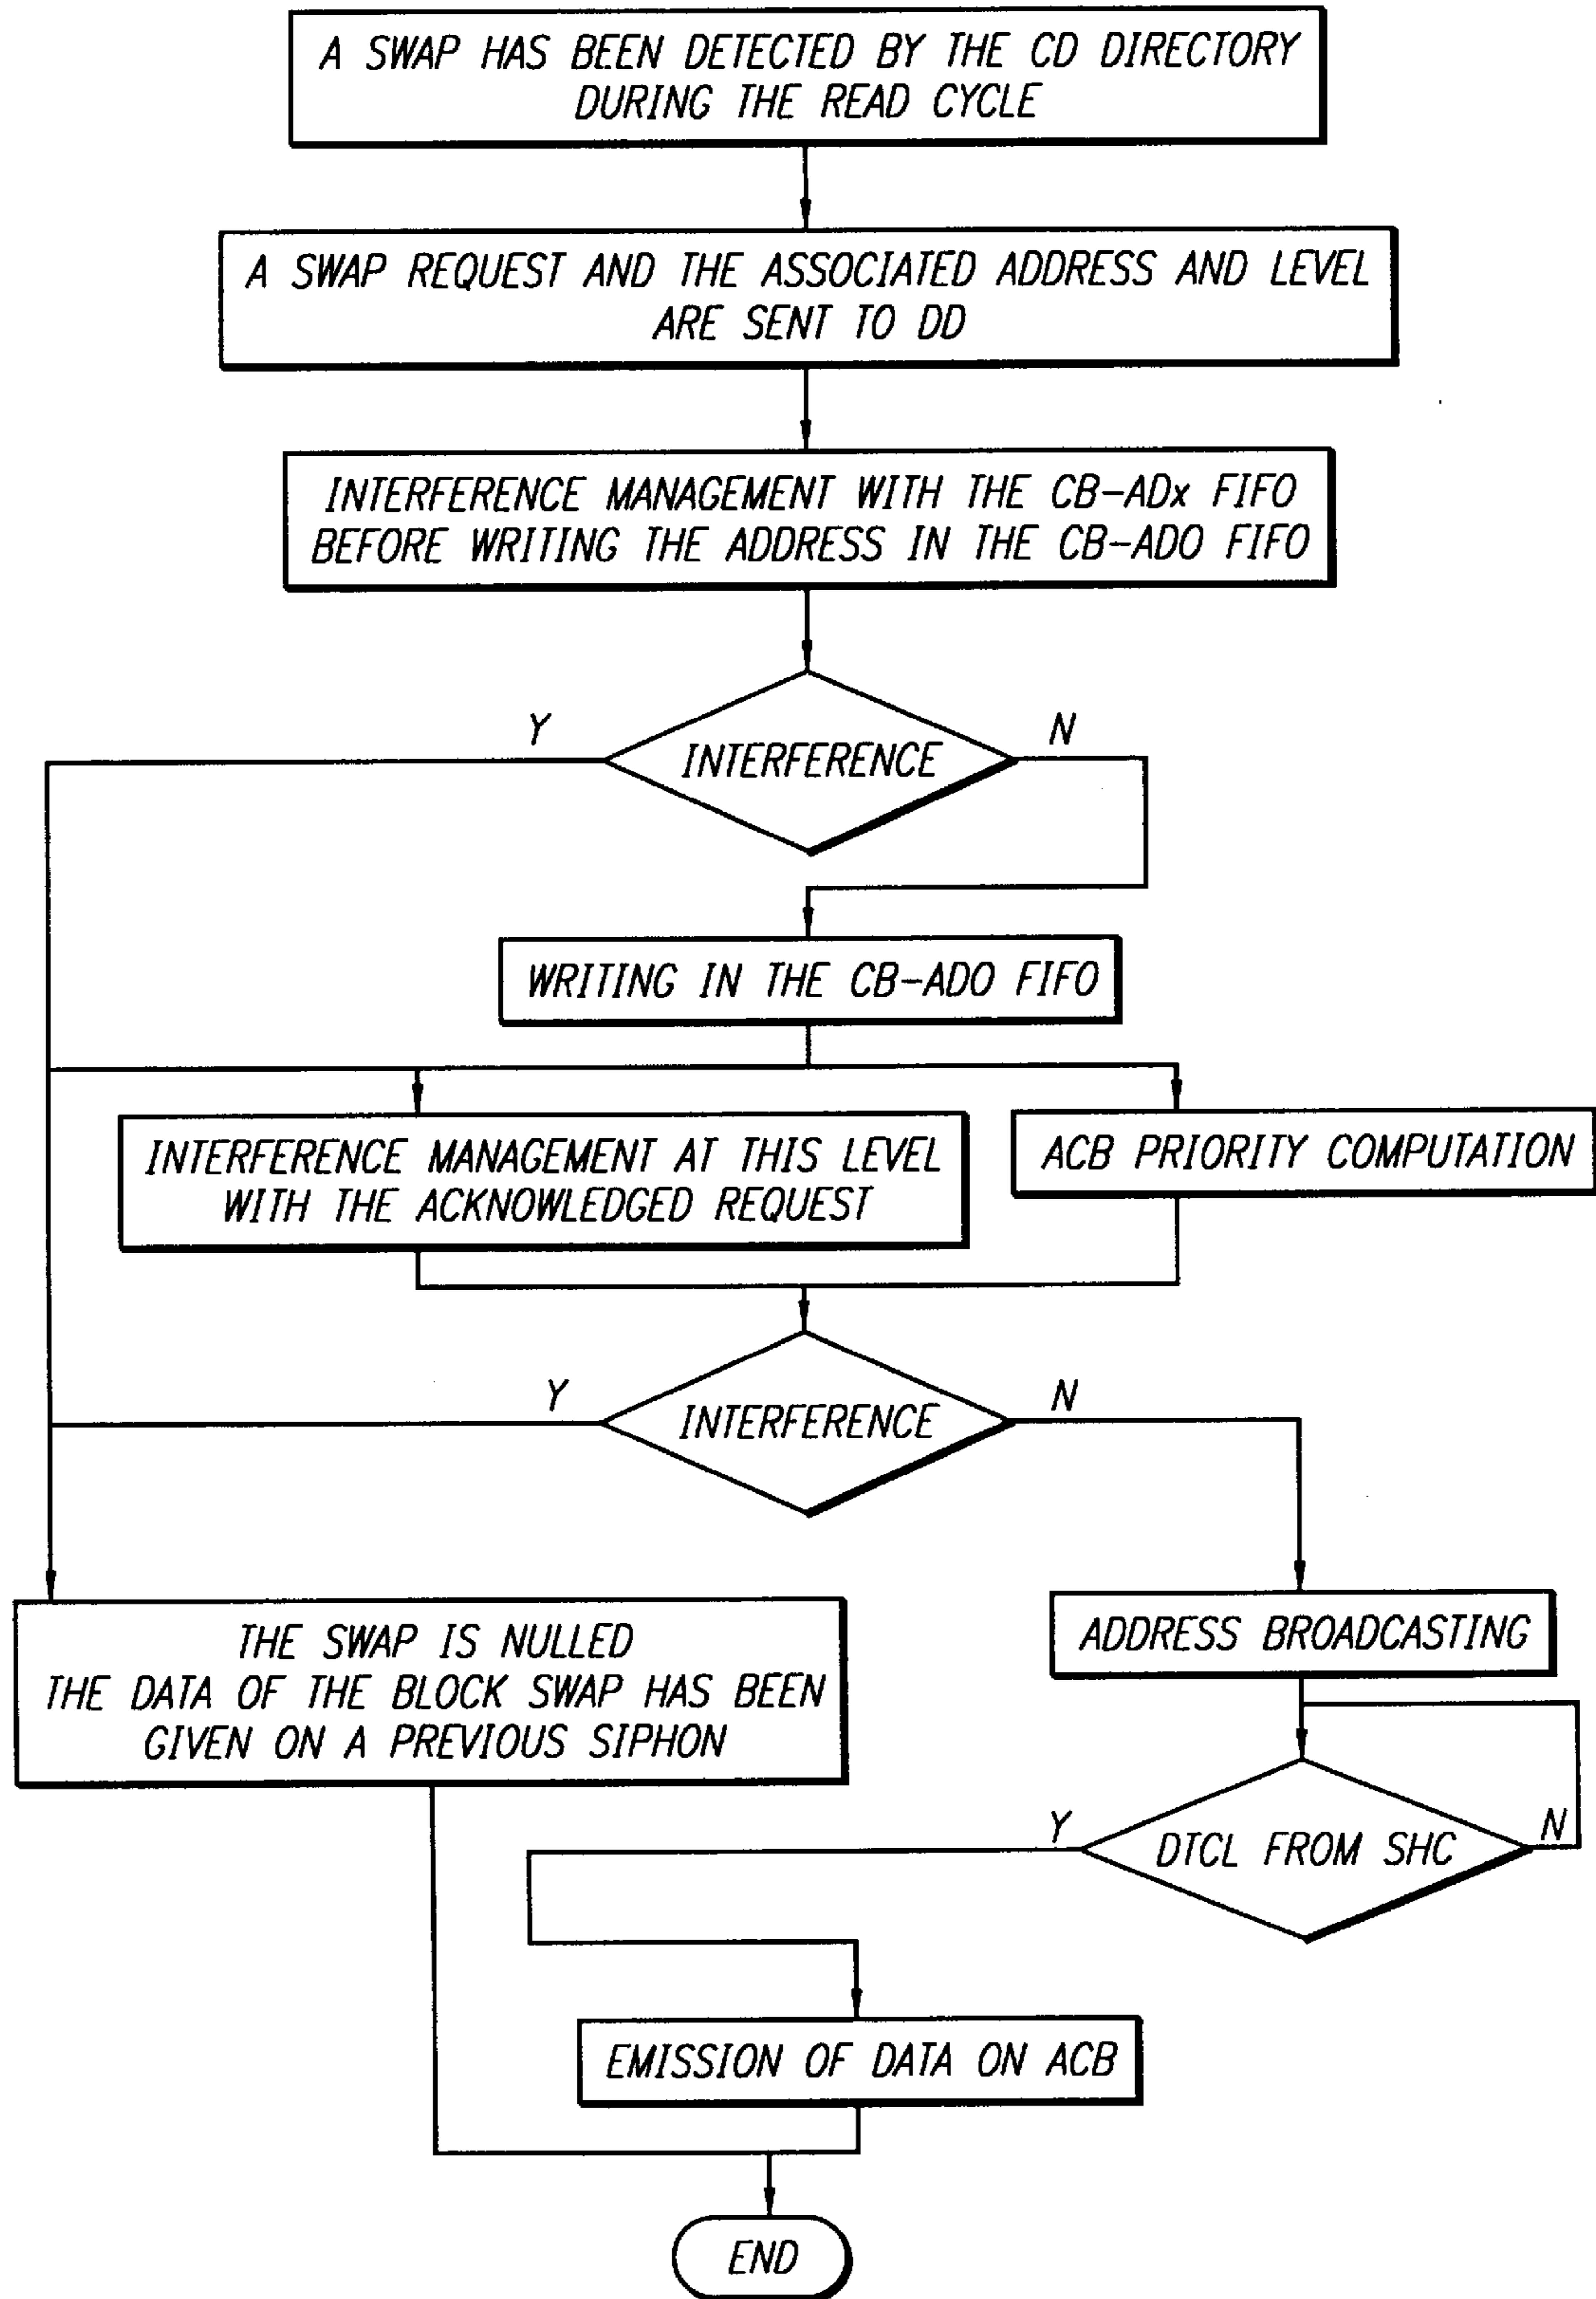 A SWAP HAS BEEN DETECTED BY THE CD DIRECTORY
DURING THE READ CYCLE
A SWAP REQUEST AND THE ASSOCIATED ADDRESS AND LEVEL
ARE SENT TO DD
INTERFERENCE MANAGEMENT WITH THE CB-ADx FIFO
BEFORE WRITING THE ADDRESS IN THE CB-ADO FIFO
Y
N
INTERFERENCE
WRITING IN THE CB-ADO FIFO
INTERFERENCE MANAGEMENT AT THIS LEVEL
WITH THE ACKNOWLEDGED REQUEST
ACB PRIORITY COMPUTATION
Y
N
INTERFERENCE
THE SWAP IS NULLED
THE DATA OF THE BLOCK SWAP HAS BEEN
GIVEN ON A PREVIOUS SIPHON
ADDRESS BROADCASTING
Y
DTCL FROM SHC
N
EMISSION OF DATA ON ACB
END